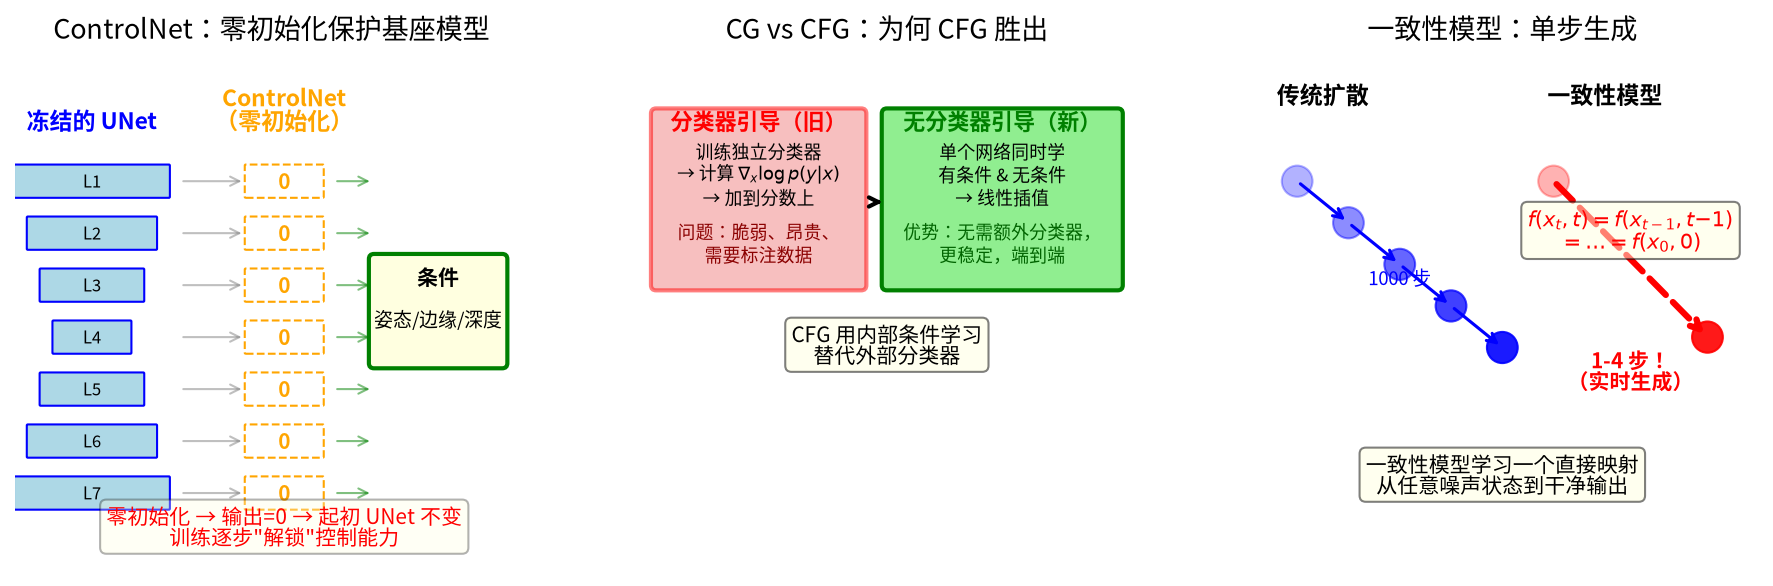 ControlNet：零初始化保护基座模型
冻结的 UNet
ControlNet
（零初始化）
L1
0
L2
0
L3
0
L4
0
L5
0
L6
0
L7
0
条件
姿态/边缘/深度
零初始化 → 输出=0 → 起初 UNet 不变
训练逐步"解锁"控制能力
CG vs CFG：为何 CFG 胜出
分类器引导（旧）
训练独立分类器
→ 计算 ∇ₓ log p(y|x)
→ 加到分数上
问题：脆弱、昂贵、
需要标注数据
无分类器引导（新）
单个网络同时学
有条件 & 无条件
→ 线性插值
优势：无需额外分类器，
更稳定，端到端
CFG 用内部条件学习
替代外部分类器
一致性模型：单步生成
传统扩散
1000 步
一致性模型
f(xₜ, t) = f(xₜ₋₁, t−1)
= ... = f(x₀, 0)
1-4 步！
（实时生成）
一致性模型学习一个直接映射
从任意噪声状态到干净输出